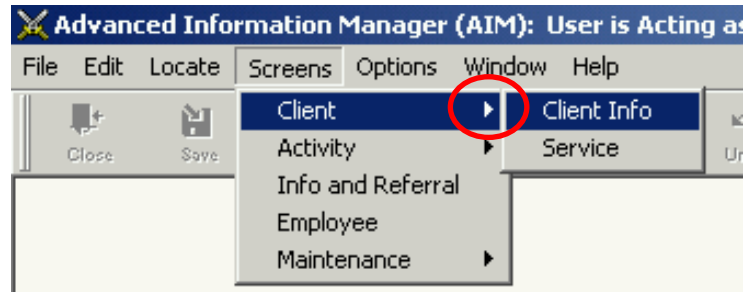 Advanced Information Manager (AIM): User is Acting as
File Edit Locate Screens Options Window Help
Close Save
Client Client Info
Activity Service
Info and Referral
Employee
Maintenance